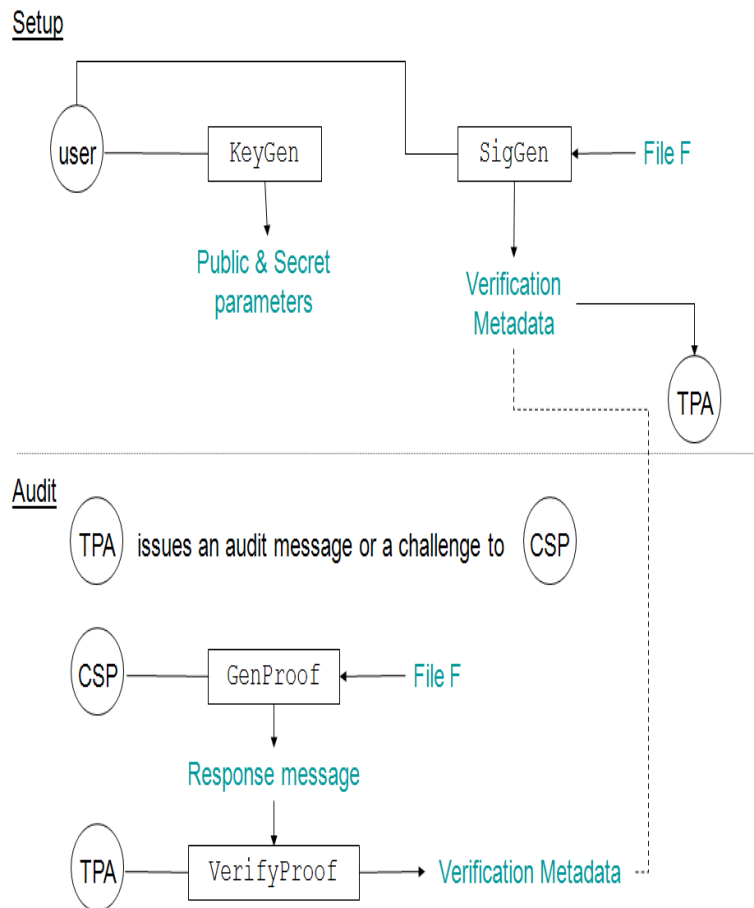 Setup
user
KeyGen
SigGen
File F
Public & Secret
parameters
Verification
Metadata
TPA
Audit
TPA issues an audit message or a challenge to CSP
CSP
GenProof
File F
Response message
TPA
VerifyProof
Verification Metadata